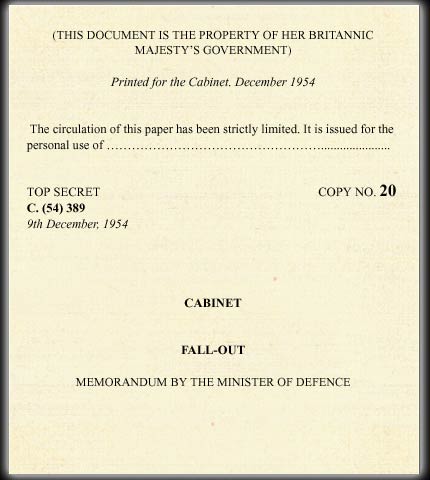 (THIS DOCUMENT IS THE PROPERTY OF HER BRITANNIC
MAJESTY'S GOVERNMENT)
Printed for the Cabinet. December 1954
The circulation of this paper has been strictly limited. It is issued for the
personal use of ……………………………………………........................
TOP SECRET COPY NO. 20
C. (54) 389
9th December, 1954
CABINET
FALL-OUT
MEMORANDUM BY THE MINISTER OF DEFENCE